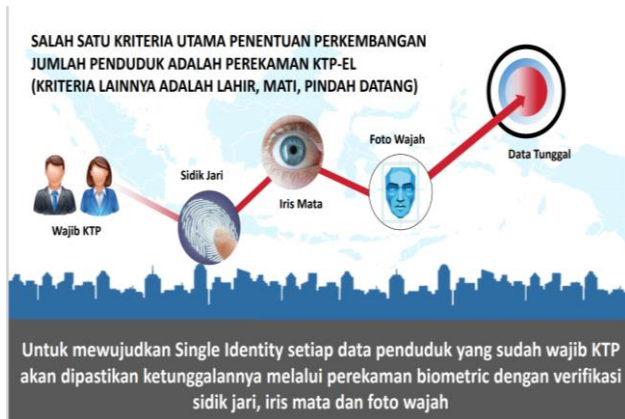 SALAH SATU KRITERIA UTAMA PENENTUAN PERKEMBANGAN
JUMLAH PENDUDUK ADALAH PEREKAMAN KTP-EL
(KRITERIA LAINNYA ADALAH LAHIR, MATI, PINDAH DATANG)
Wajib KTP
Sidik Jari
Iris Mata
Foto Wajah
Data Tunggal
Untuk mewujudkan Single Identity setiap data penduduk yang sudah wajib KTP
akan dipastikan ketunggalannya melalui perekaman biometric dengan verifikasi
sidik jari, iris mata dan foto wajah